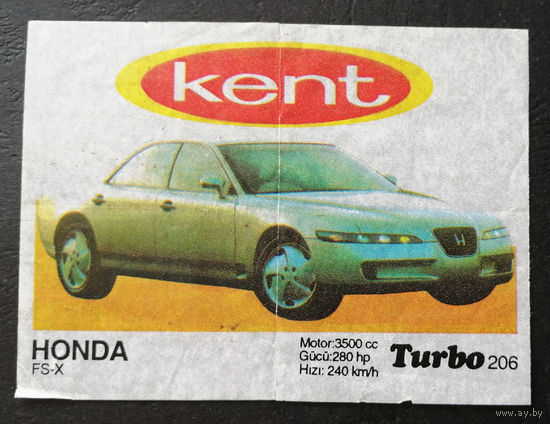 kent
HONDA
FS-X
Motor:3500 cc
Gücü:280 hp
Hızı: 240 km/h
Turbo 206
www.ay.by